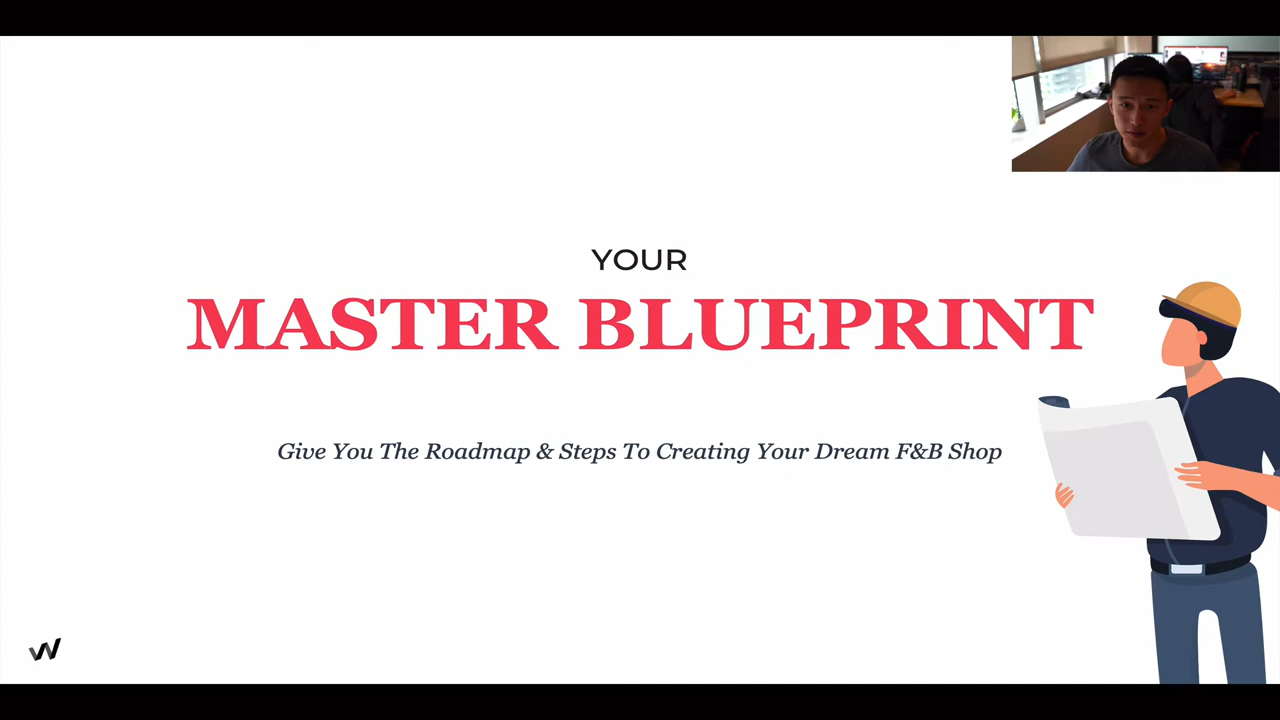 YOUR
MASTER BLUEPRINT
Give You The Roadmap & Steps To Creating Your Dream F&B Shop